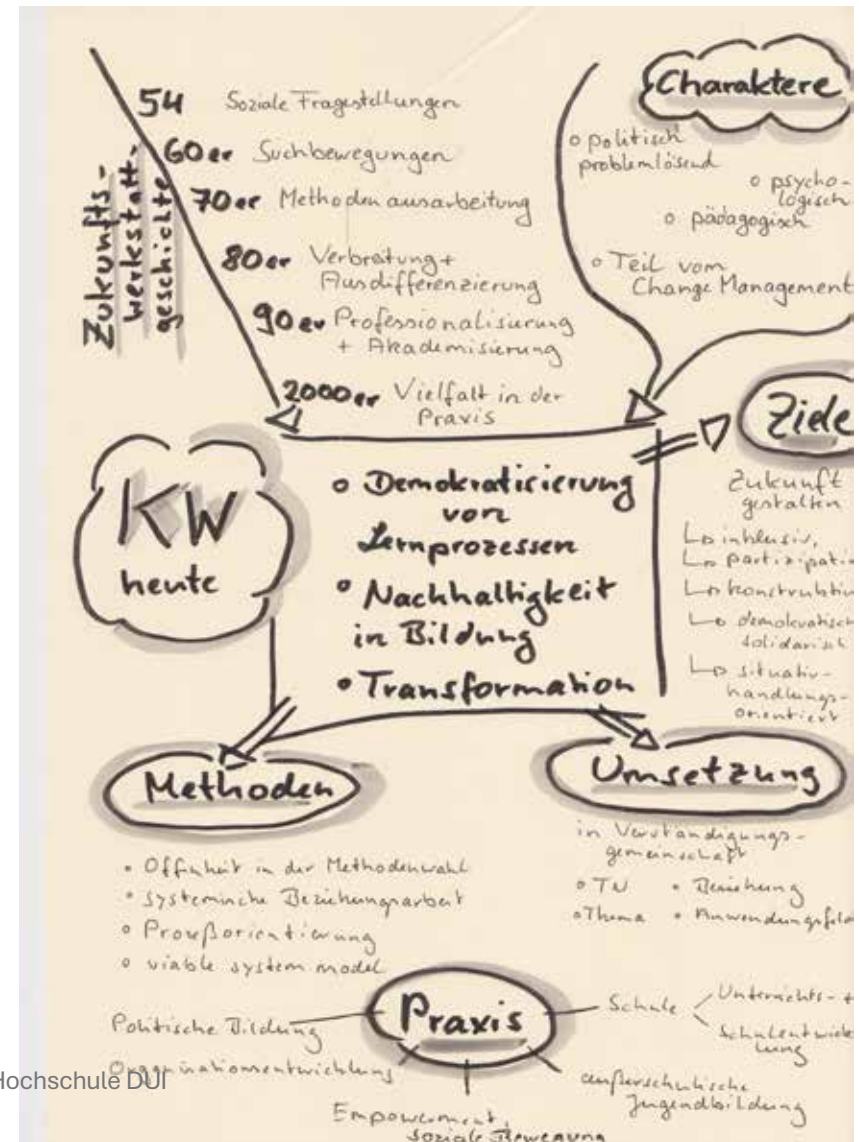 Zukunfts-
werkstatt-
geschichte
54 Soziale Fragestellungen
60er Suchbewegungen
70er Methodenausarbeitung
80er Verbreitung +
Ausdifferenzierung
90er Professionalisierung
+ Akademisierung
2000er Vielfalt in der
Praxis
Charaktere
politisch
problemlösend
psycho-
logisch
pädagogisch
Teil vom
Change Management
KW
heute
Demokratisierung
von
Lernprozessen
Nachhaltigkeit
in Bildung
Transformation
Ziele
Zukunft
gestalten
inklusiv,
partizipativ
konstruktiv
demokratisch
solidarisch
situativ-
handlungs-
orientiert
Methoden
Offenheit in der Methodenwahl
systemische Beziehungsarbeit
Prozeßorientierung
viable system model
Umsetzung
in Verständigungs-
gemeinschaft
TN • Beziehung
Thema • Anwendungsfeld
Praxis
Politische Bildung
Organisationsentwicklung
Empowerment,
soziale Bewegung
Schule
Unterrichts- +
Schulentwick
lung
außerschulische
Jugendbildung
Hochschule DUI